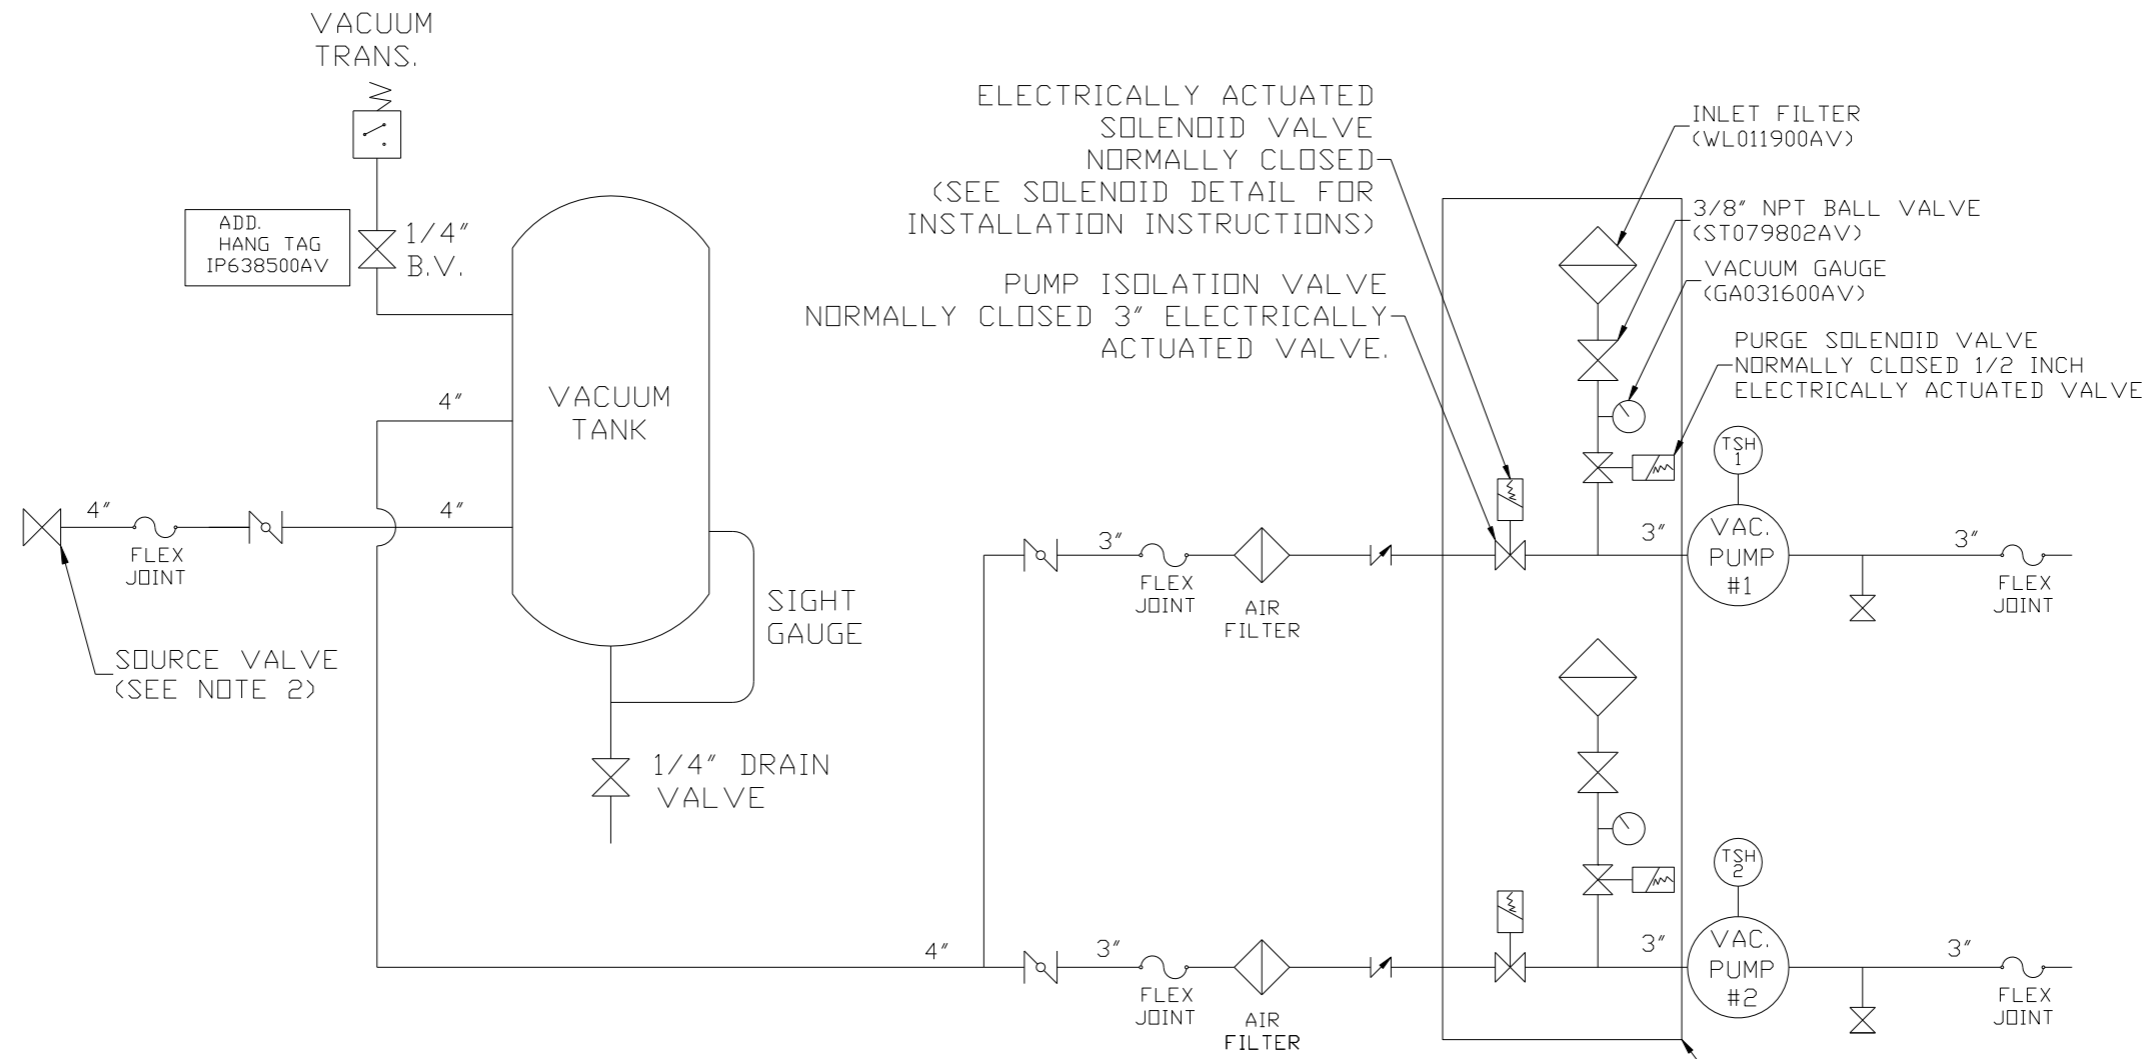 VACUUM
TRANS.
ADD.
HANG TAG
IP638500AV
1/4"
B.V.
VACUUM
TANK
4"
4"
4"
FLEX
JOINT
SOURCE VALVE
(SEE NOTE 2)
SIGHT
GAUGE
1/4" DRAIN
VALVE
ELECTRICALLY ACTUATED
SOLENOID VALVE
NORMALLY CLOSED
(SEE SOLENOID DETAIL FOR
INSTALLATION INSTRUCTIONS)
PUMP ISOLATION VALVE
NORMALLY CLOSED 3" ELECTRICALLY
ACTUATED VALVE.
INLET FILTER
(WL011900AV)
3/8" NPT BALL VALVE
(ST079802AV)
VACUUM GAUGE
(GA031600AV)
PURGE SOLENOID VALVE
NORMALLY CLOSED 1/2 INCH
ELECTRICALLY ACTUATED VALVE
TSH
1
3"
FLEX
JOINT
AIR
FILTER
3"
VAC.
PUMP
#1
3"
FLEX
JOINT
TSH
2
4"
3"
FLEX
JOINT
AIR
FILTER
3"
VAC.
PUMP
#2
3"
FLEX
JOINT